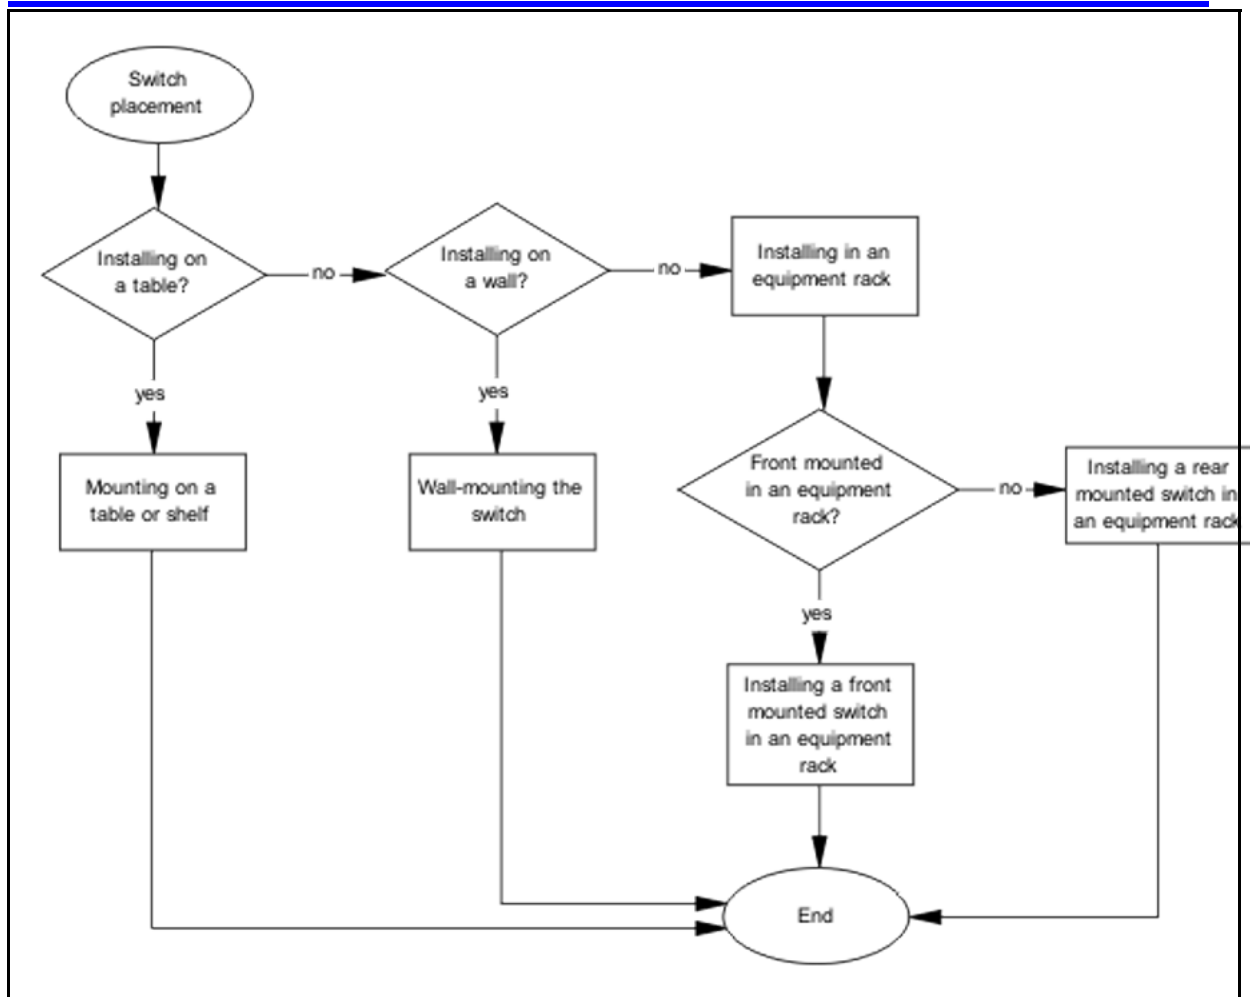 Switch
placement
Installing on
a table?
no
Installing on
a wall?
no
Installing in an
equipment rack
yes
yes
Mounting on a
table or shelf
Wall-mounting the
switch
Front mounted
in an equipment
rack?
no
Installing a rear
mounted switch in
an equipment rack
yes
Installing a front
mounted switch
in an equipment
rack
End